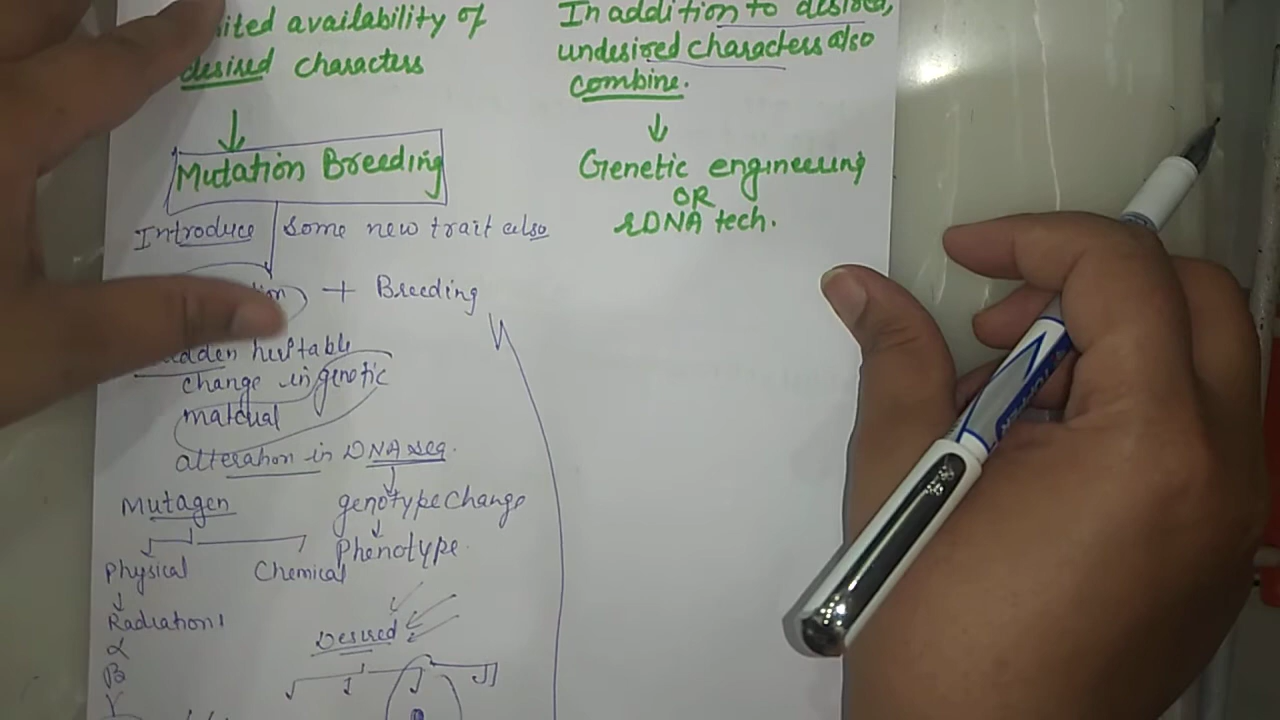 availability of
desired characters
In addition to desired,
undesired characters also
combine.
Mutation Breeding
Genetic engineering
OR
rDNA tech.
Introduce some new trait also
+ Breeding
heritable
change in genetic
material
alteration in DNA seq.
Mutagen
genotype change
Phenotype.
Physical
Chemical
Radiations
Desired
α
β
γ